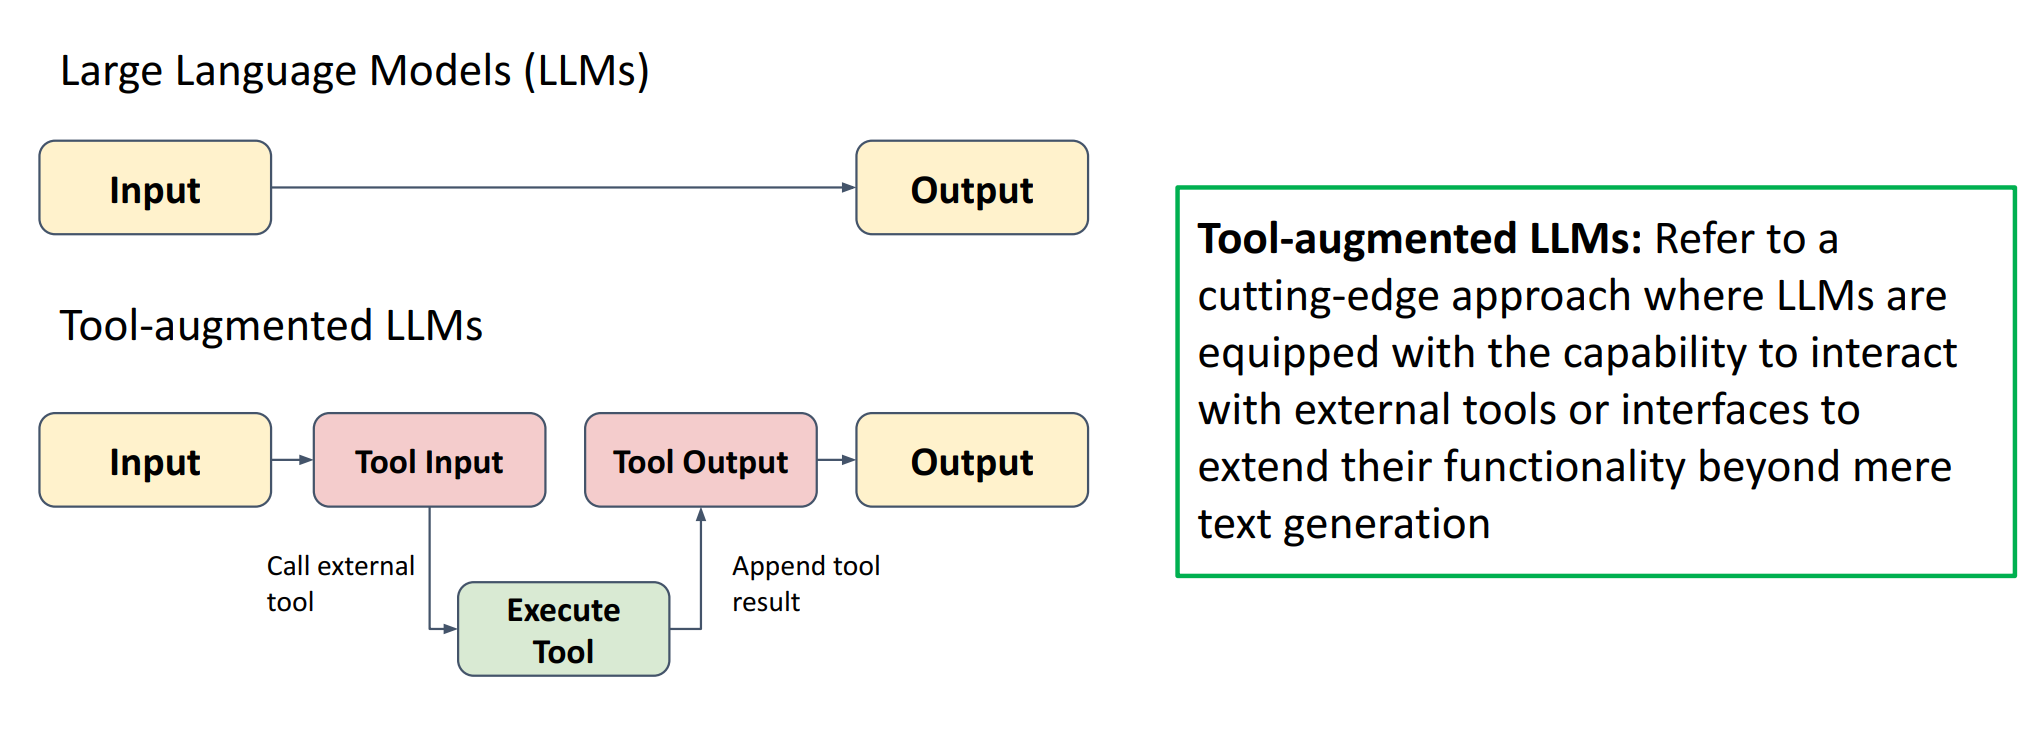 Large Language Models (LLMs)
Input
Output
Tool-augmented LLMs
Input
Tool Input
Tool Output
Output
Call external
tool
Execute
Tool
Append tool
result
Tool-augmented LLMs: Refer to a
cutting-edge approach where LLMs are
equipped with the capability to interact
with external tools or interfaces to
extend their functionality beyond mere
text generation